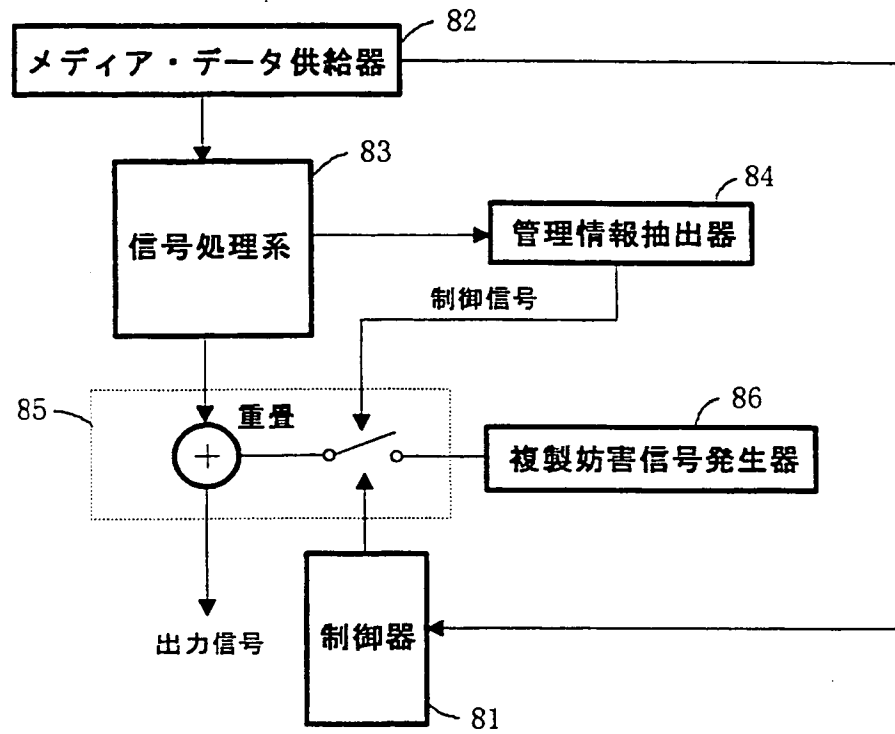 82
メディア・データ供給器
83
信号処理系
84
管理情報抽出器
制御信号
85
重畳
+
86
複製妨害信号発生器
出力信号
制御器
81